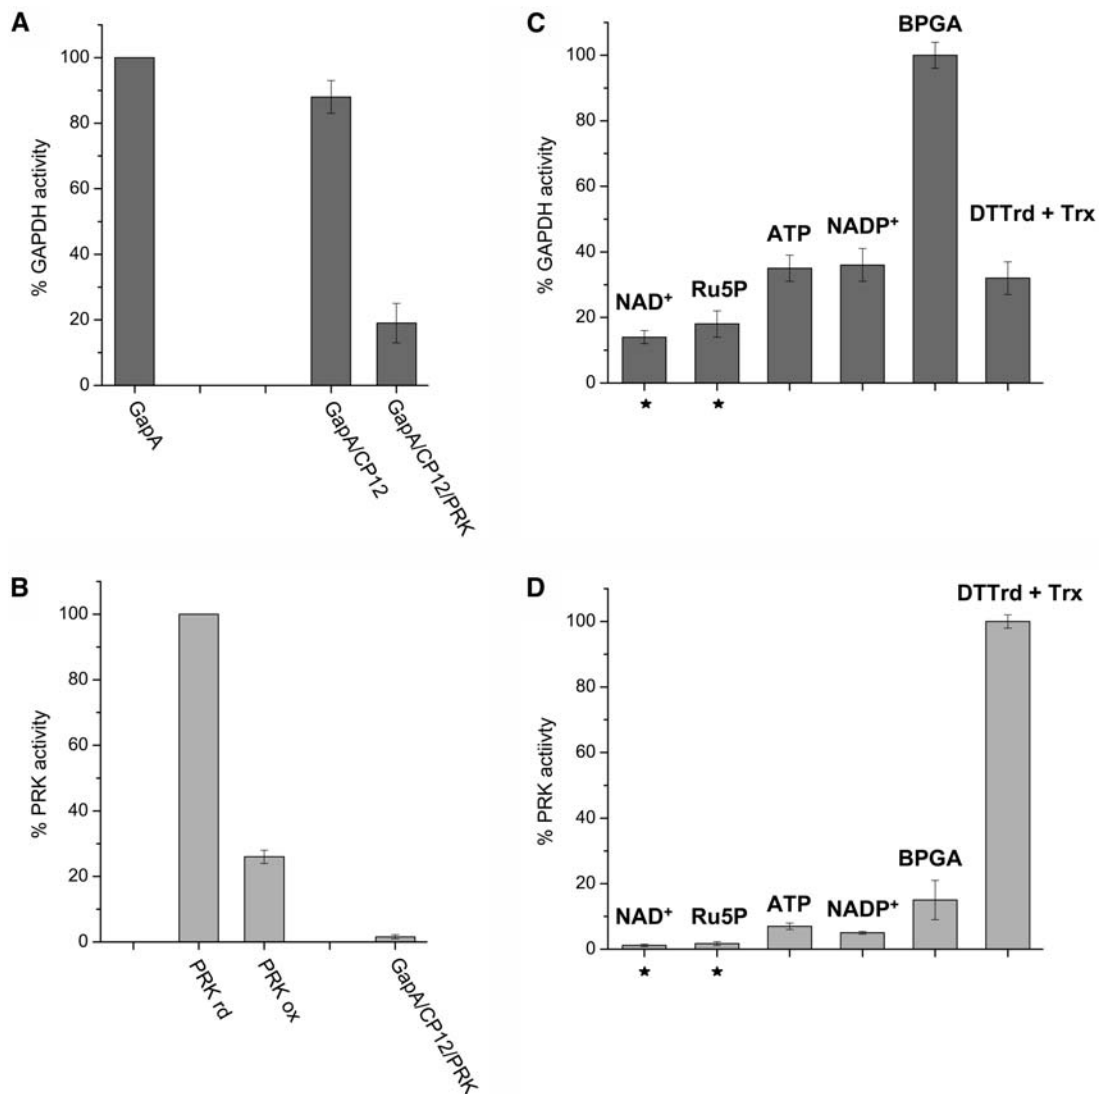 A
100
80
60
40
20
0
% GAPDH activity
GapA
GapA/CP12
GapA/CP12/PRK
C
100
80
60
40
20
0
% GAPDH activity
NAD⁺
Ru5P
ATP
NADP⁺
BPGA
DTTrd + Trx
★
★
B
100
80
60
40
20
0
% PRK activity
PRK rd
PRK ox
GapA/CP12/PRK
D
100
80
60
40
20
0
% PRK actiivty
NAD⁺
Ru5P
ATP
NADP⁺
BPGA
DTTrd + Trx
★
★